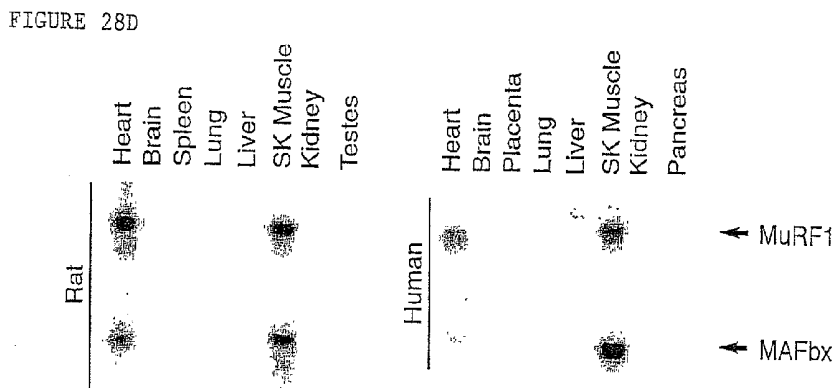 FIGURE 28D
Heart
Brain
Spleen
Lung
Liver
SK Muscle
Kidney
Testes
Heart
Brain
Placenta
Lung
Liver
SK Muscle
Kidney
Pancreas
Rat
Human
MuRF1
MAFbx